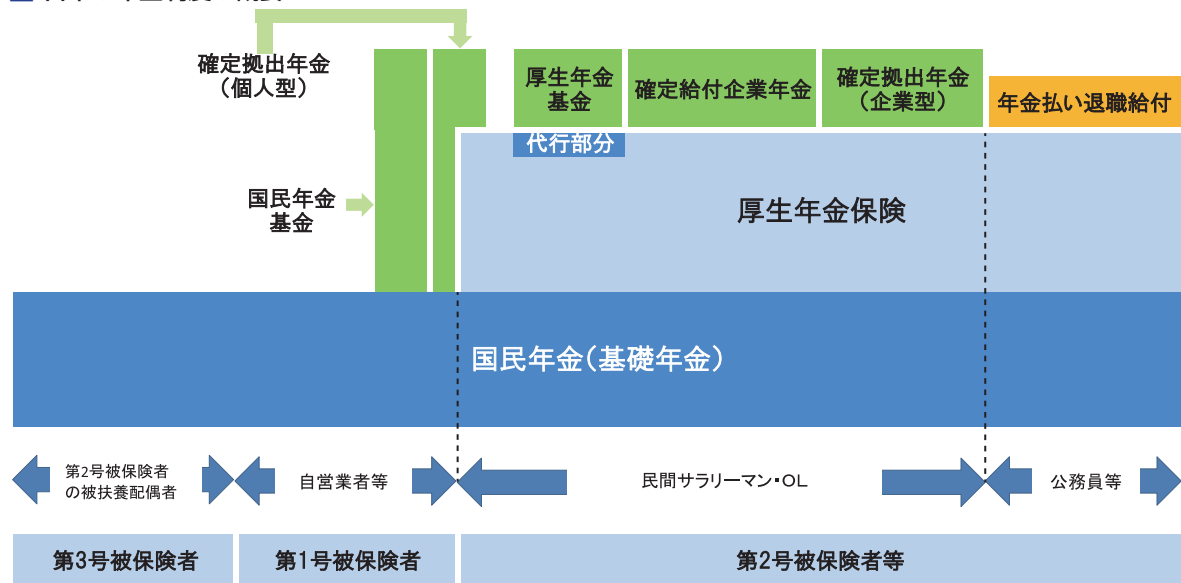 確定拠出年金
（個人型）
厚生年金
基金
確定給付企業年金
確定拠出年金
（企業型）
年金払い退職給付
代行部分
国民年金
基金
厚生年金保険
国民年金（基礎年金）
第2号被保険者
の被扶養配偶者
自営業者等
民間サラリーマン・OL
公務員等
第3号被保険者
第1号被保険者
第2号被保険者等